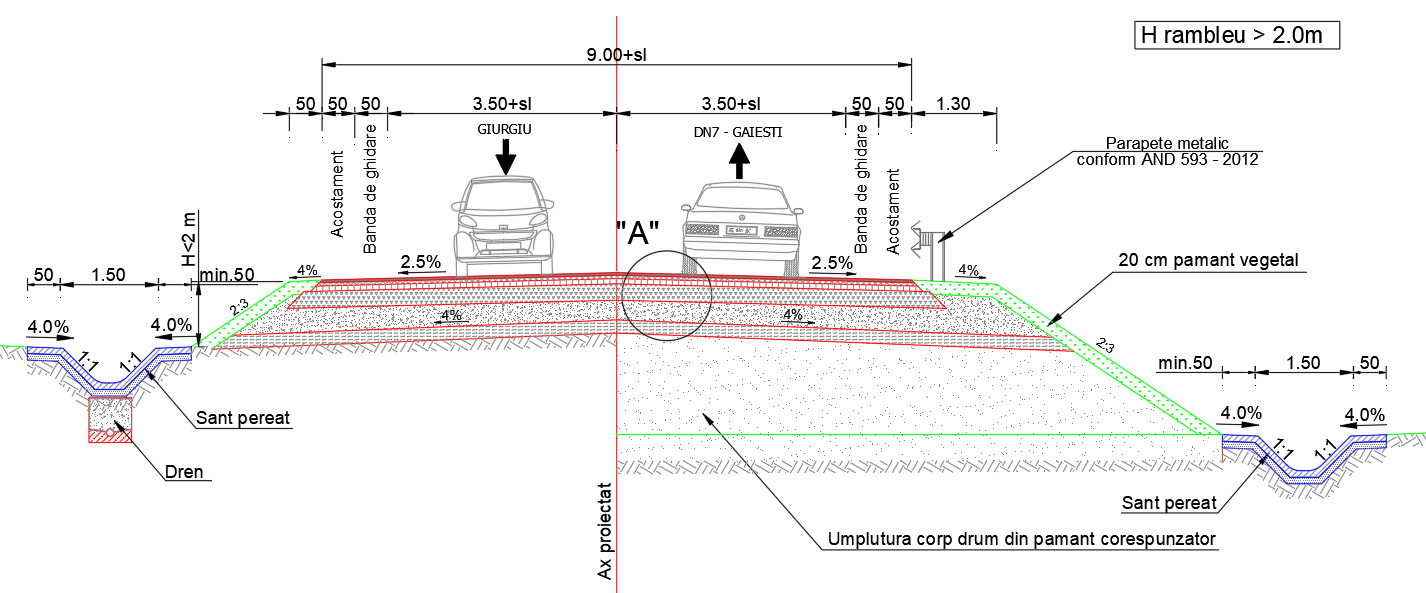 H rambleu > 2.0m
9.00+sl
50 50 50 3.50+sl 3.50+sl 50 50 1.30
GIURGIU
DN7 - GAIESTI
Acostament
Banda de ghidare
Banda de ghidare
Acostament
Parapete metalic
conform AND 593 - 2012
"A"
H<2 m
50 1.50 min.50
4% 2.5% 2.5% 4%
20 cm pamant vegetal
2:3
4% 4%
4.0% 4.0%
1:1 1:1
2:3
min.50 1.50 50
Sant pereat
4.0% 4.0%
1:1 1:1
Dren
Sant pereat
Ax proiectat
Umplutura corp drum din pamant corespunzator